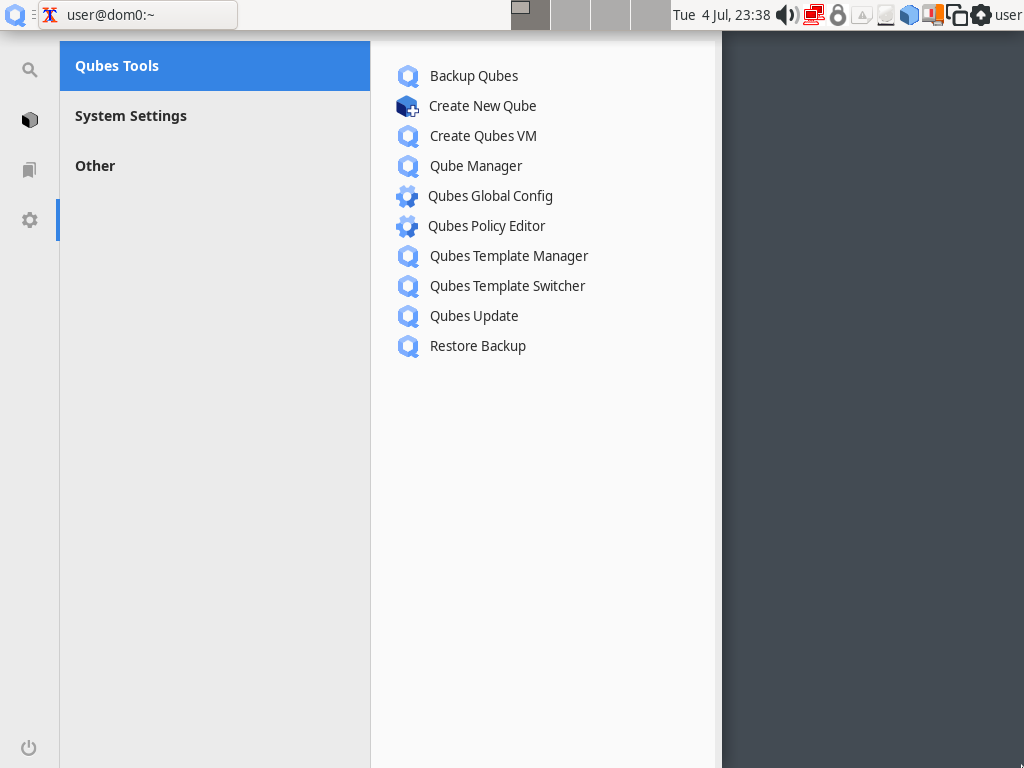 user@dom0:~
Tue 4 Jul, 23:38
user
Qubes Tools
System Settings
Other
Backup Qubes
Create New Qube
Create Qubes VM
Qube Manager
Qubes Global Config
Qubes Policy Editor
Qubes Template Manager
Qubes Template Switcher
Qubes Update
Restore Backup